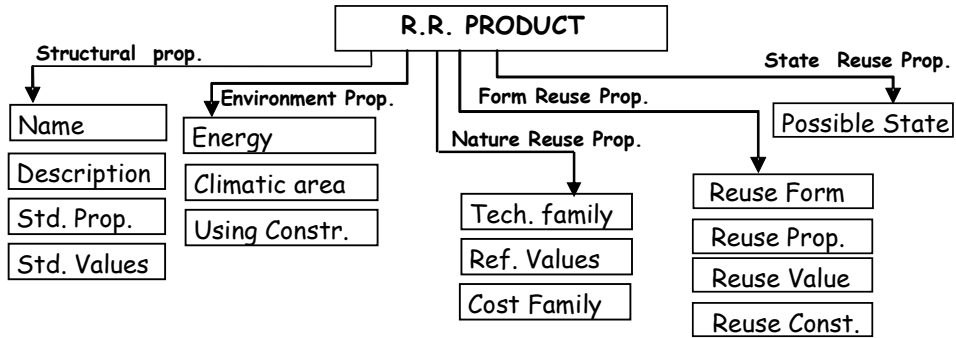 R.R. PRODUCT
Structural prop.
State Reuse Prop.
Environment Prop.
Form Reuse Prop.
Nature Reuse Prop.
Name
Description
Std. Prop.
Std. Values
Energy
Climatic area
Using Constr.
Tech. family
Ref. Values
Cost Family
Reuse Form
Reuse Prop.
Reuse Value
Reuse Const.
Possible State